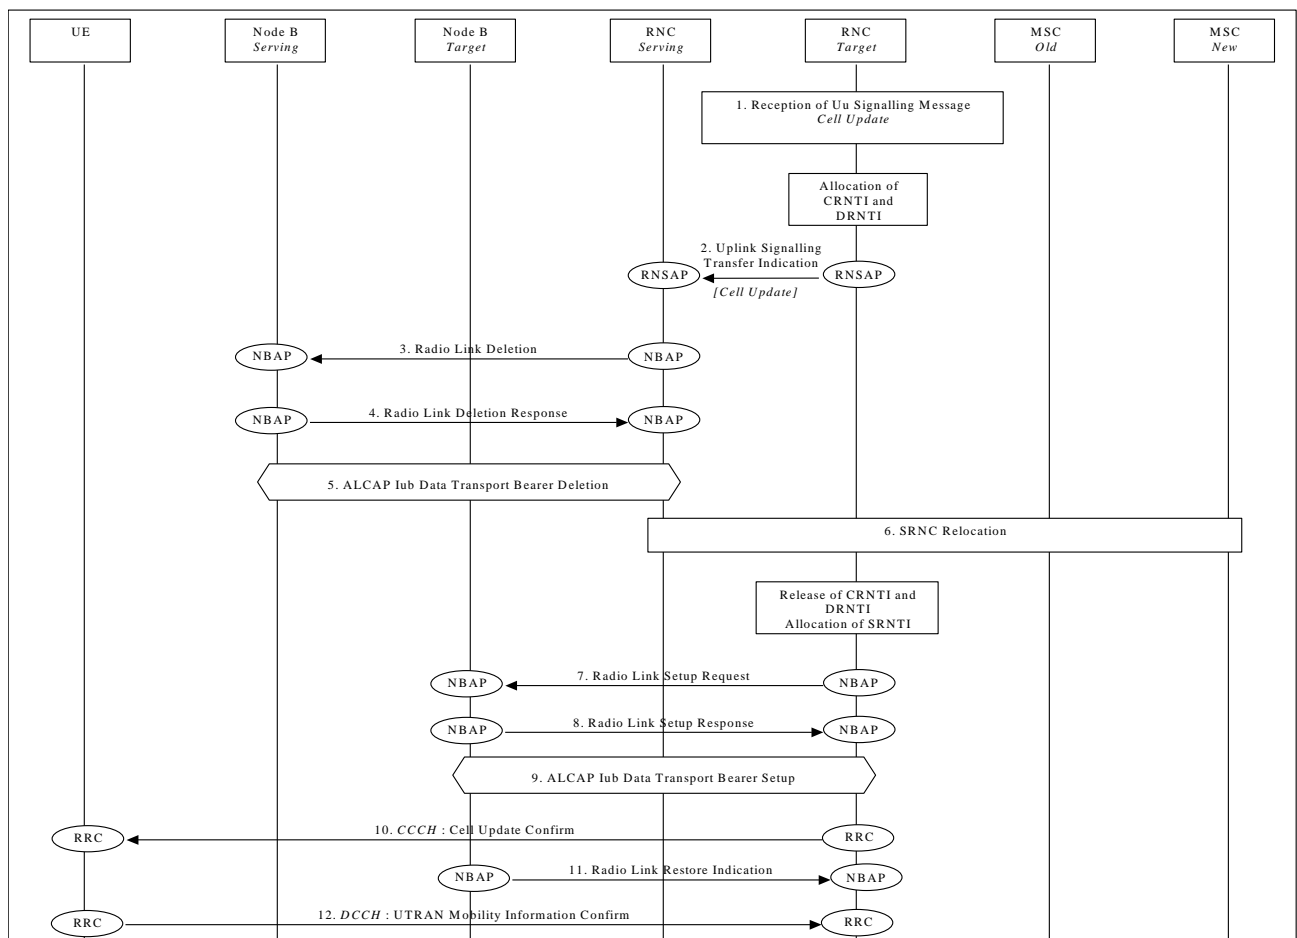 UE
Node B
Serving
Node B
Target
RNC
Serving
RNC
Target
MSC
Old
MSC
New
1. Reception of Uu Signalling Message
Cell Update
Allocation of
CRNTI and
DRNTI
2. Uplink Signalling
Transfer Indication
RNSAP
RNSAP
[Cell Update]
NBAP
3. Radio Link Deletion
NBAP
NBAP
4. Radio Link Deletion Response
NBAP
5. ALCAP Iub Data Transport Bearer Deletion
6. SRNC Relocation
Release of CRNTI and
DRNTI
Allocation of SRNTI
NBAP
7. Radio Link Setup Request
NBAP
NBAP
8. Radio Link Setup Response
NBAP
9. ALCAP Iub Data Transport Bearer Setup
RRC
10. CCCH : Cell Update Confirm
RRC
NBAP
11. Radio Link Restore Indication
NBAP
RRC
12. DCCH : UTRAN Mobility Information Confirm
RRC